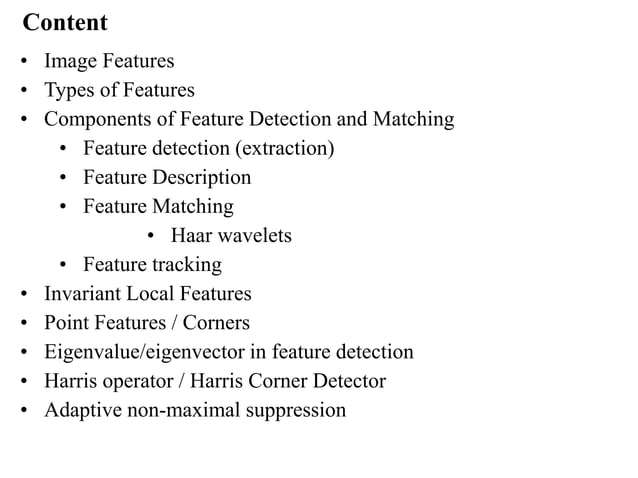 Content
• Image Features
• Types of Features
• Components of Feature Detection and Matching
• Feature detection (extraction)
• Feature Description
• Feature Matching
• Haar wavelets
• Feature tracking
• Invariant Local Features
• Point Features / Corners
• Eigenvalue/eigenvector in feature detection
• Harris operator / Harris Corner Detector
• Adaptive non-maximal suppression